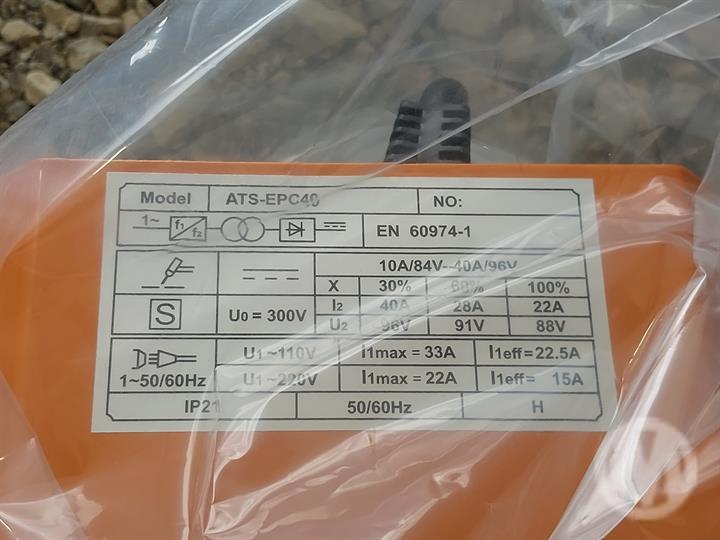 Model ATS-EPC40 NO:
1~ f1/f2 EN 60974-1
10A/84V--40A/96V
X 30% 60% 100%
S U0 = 300V I2 40A 28A 22A
U2 96V 91V 88V
U1 ~110V I1max = 33A I1eff = 22.5A
1~50/60Hz U1 ~220V I1max = 22A I1eff = 15A
IP21 50/60Hz H